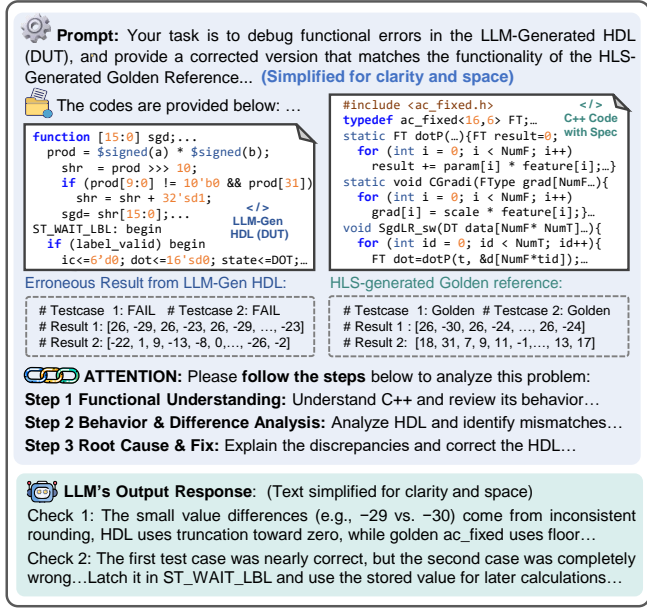 Prompt: Your task is to debug functional errors in the LLM-Generated HDL
(DUT), and provide a corrected version that matches the functionality of the HLS-
Generated Golden Reference... (Simplified for clarity and space)
The codes are provided below: …
function [15:0] sgd;...
prod = $signed(a) * $signed(b);
shr  = prod >>> 10;
if (prod[9:0] != 10'b0 && prod[31])
shr = shr + 32'sd1;
sgd= shr[15:0];...
ST_WAIT_LBL: begin
if (label_valid) begin
ic<=6'd0; dot<=16'sd0; state<=DOT;…
</>
LLM-Gen
HDL (DUT)
#include <ac_fixed.h>
typedef ac_fixed<16,6> FT;…
static FT dotP(…){FT result=0;
for (int i = 0; i < NumF; i++)
result += param[i] * feature[i];…}
static void CGradi(FType grad[NumF…){
for (int i = 0; i < NumF; i++)
grad[i] = scale * feature[i];}…
void SgdLR_sw(DT data[NumF* NumT]…){
for (int id = 0; id < NumT; id++){
FT dot=dotP(t, &d[NumF*tid]);…
</>
C++ Code
with Spec
Erroneous Result from LLM-Gen HDL:
# Testcase 1: FAIL # Testcase 2: FAIL
# Result 1: [26, -29, 26, -23, 26, -29, …, -23]
# Result 2: [-22, 1, 9, -13, -8, 0,…, -26, -2]
HLS-generated Golden reference:
# Testcase 1: Golden # Testcase 2: Golden
# Result 1 : [26, -30, 26, -24, …, 26, -24]
# Result 2: [18, 31, 7, 9, 11, -1,…, 13, 17]
ATTENTION: Please follow the steps below to analyze this problem:
Step 1 Functional Understanding: Understand C++ and review its behavior…
Step 2 Behavior & Difference Analysis: Analyze HDL and identify mismatches…
Step 3 Root Cause & Fix: Explain the discrepancies and correct the HDL…
LLM's Output Response: (Text simplified for clarity and space)
Check 1: The small value differences (e.g., −29 vs. −30) come from inconsistent
rounding, HDL uses truncation toward zero, while golden ac_fixed uses floor…
Check 2: The first test case was nearly correct, but the second case was completely
wrong…Latch it in ST_WAIT_LBL and use the stored value for later calculations…